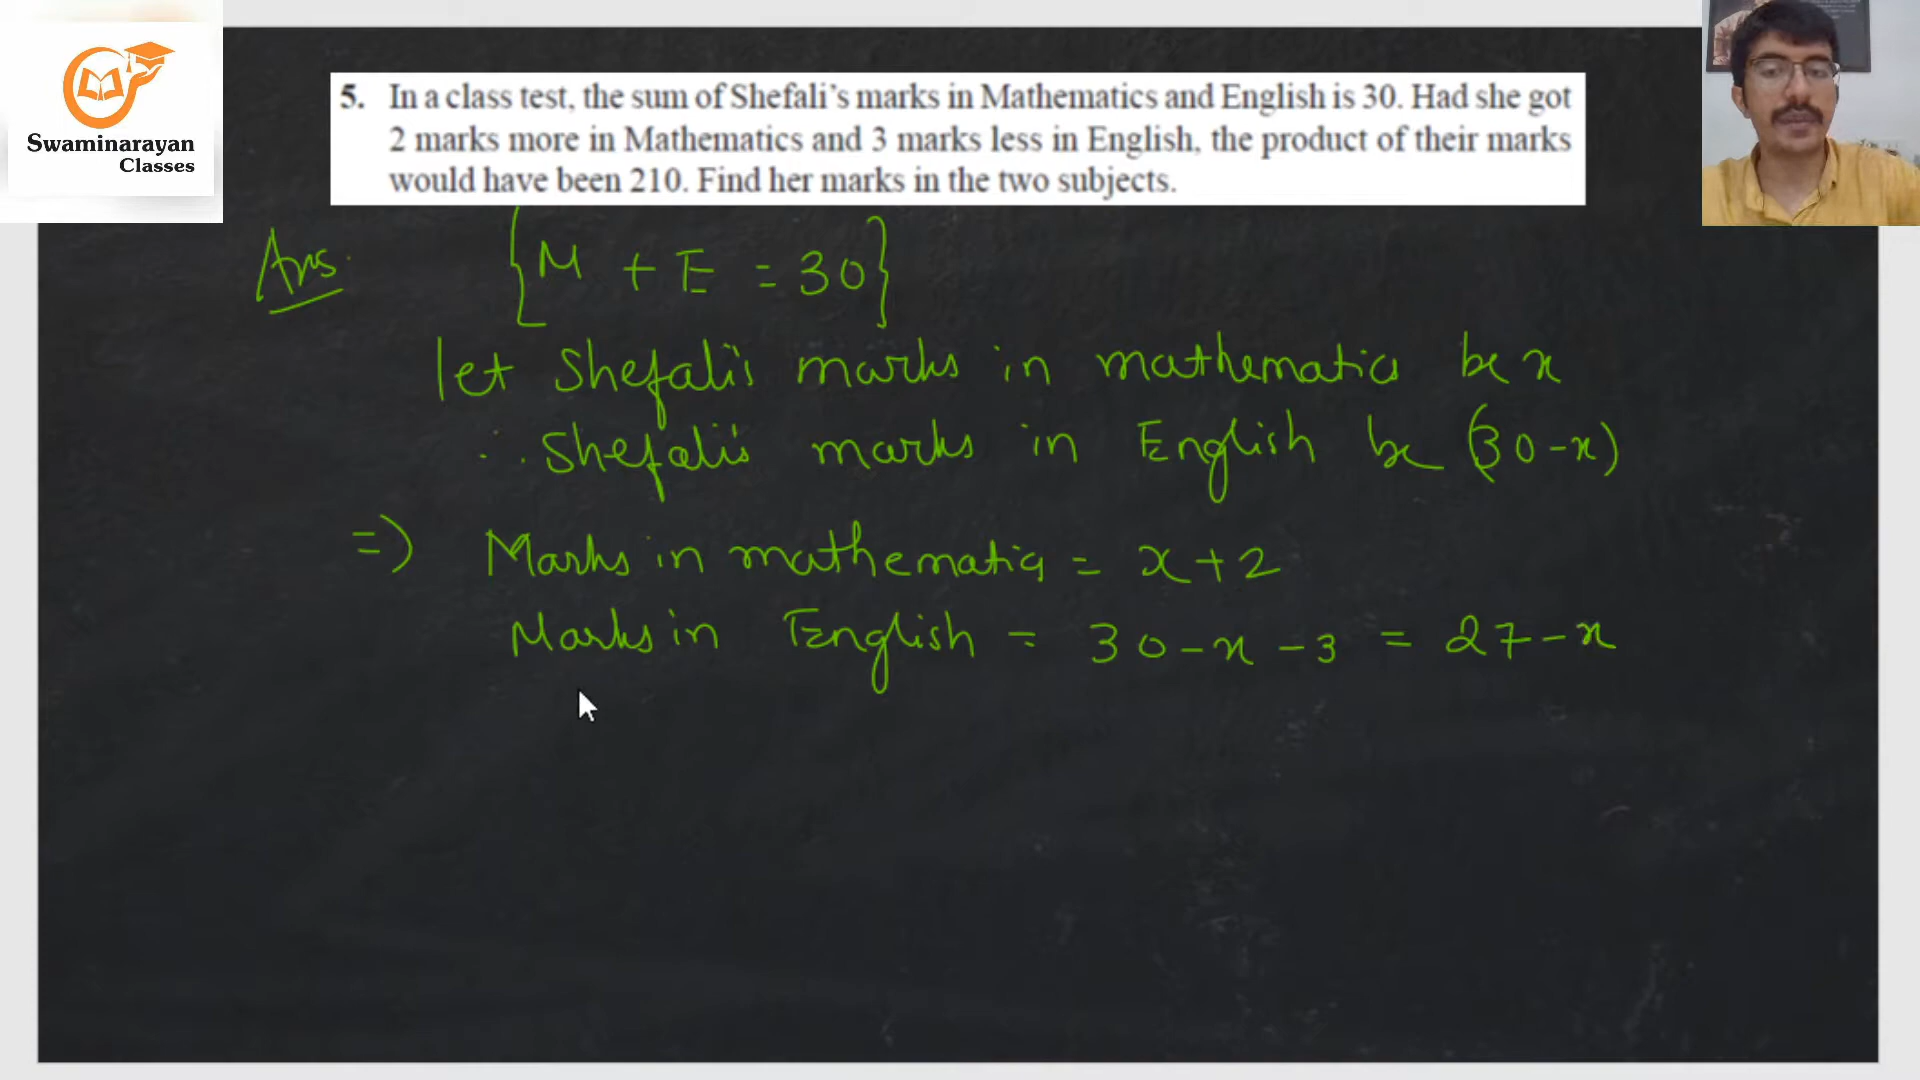 Swaminarayan
Classes
5. In a class test, the sum of Shefali's marks in Mathematics and English is 30. Had she got
2 marks more in Mathematics and 3 marks less in English, the product of their marks
would have been 210. Find her marks in the two subjects.
Ans.
{M + E = 30}
let Shefali's marks in mathematics be x
∴ Shefali's marks in English be (30-x)
=) Marks in mathematics = x+2
Marks in English = 30-x-3 = 27-x